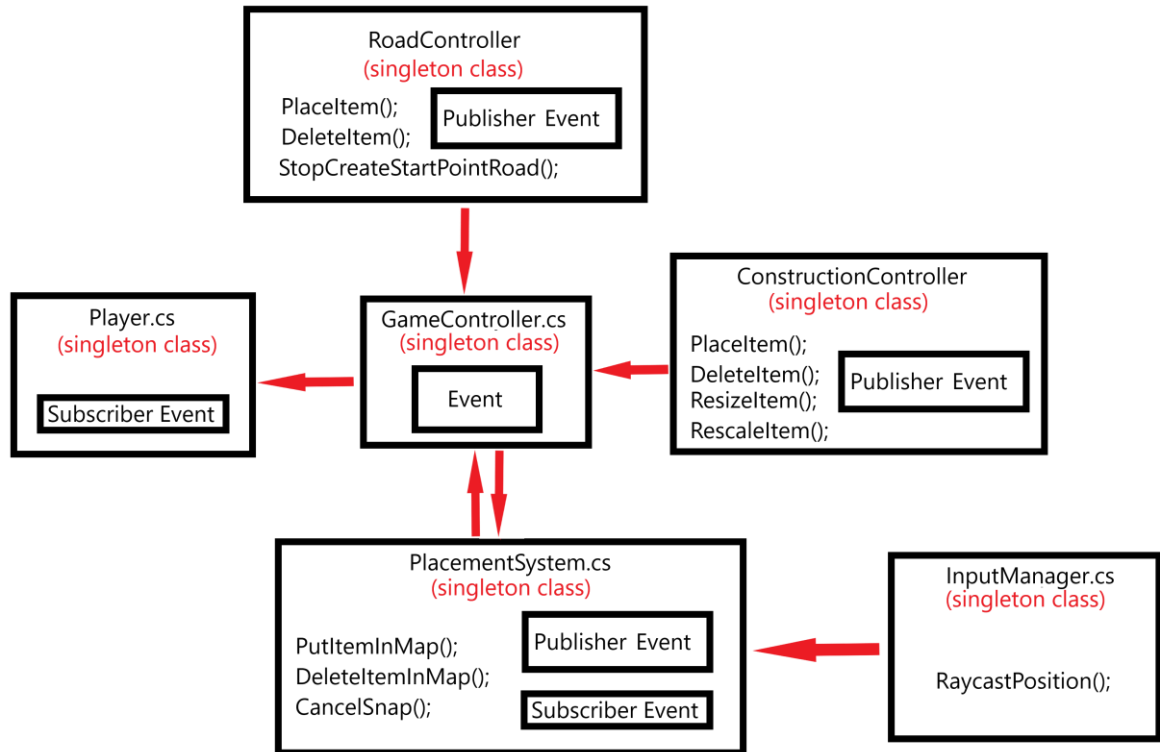 RoadController
(singleton class)
PlaceItem();
DeleteItem();
StopCreateStartPointRoad();
Publisher Event
Player.cs
(singleton class)
Subscriber Event
GameController.cs
(singleton class)
Event
ConstructionController
(singleton class)
PlaceItem();
DeleteItem();
ResizeItem();
RescaleItem();
Publisher Event
PlacementSystem.cs
(singleton class)
PutItemInMap();
DeleteItemInMap();
CancelSnap();
Publisher Event
Subscriber Event
InputManager.cs
(singleton class)
RaycastPosition();